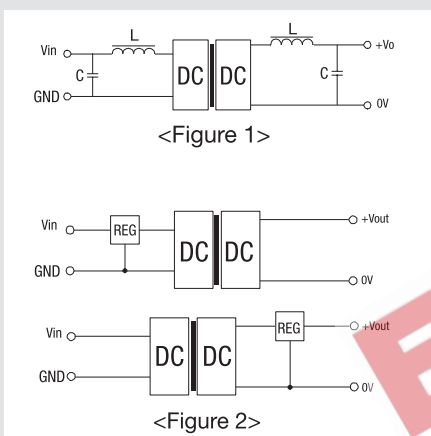 L
L
Vin
+Vo
C
DC
DC
C
GND
0V
<Figure 1>
Vin
REG
+Vout
DC
DC
GND
0V
Vin
REG
+Vout
DC
DC
GND
0V
<Figure 2>